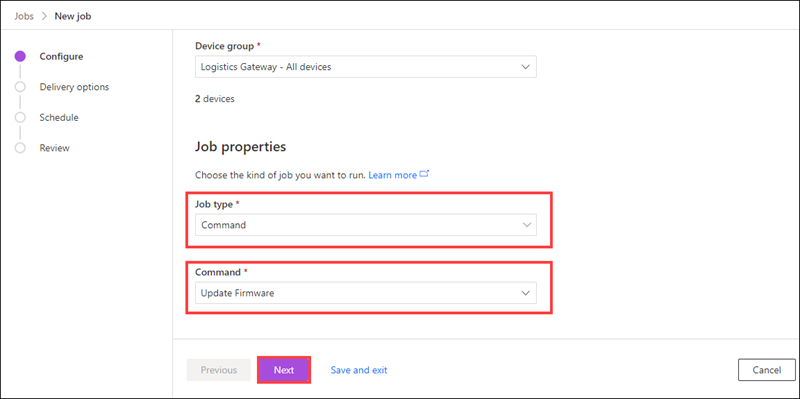 Jobs > New job
Configure
Delivery options
Schedule
Review
Device group *
Logistics Gateway - All devices
2 devices
Job properties
Choose the kind of job you want to run. Learn more
Job type *
Command
Command *
Update Firmware
Previous
Next
Save and exit
Cancel